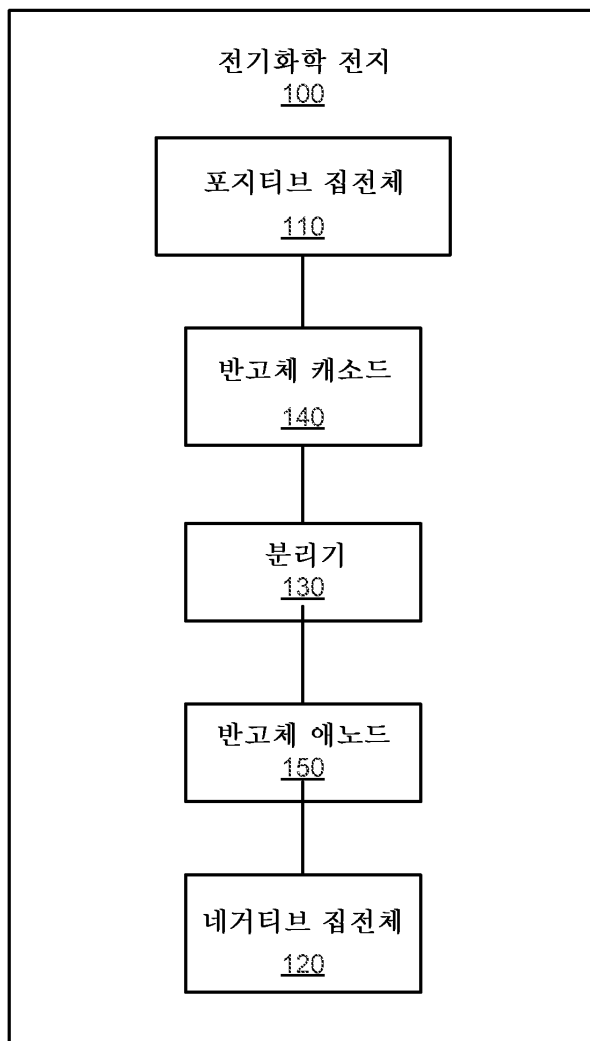 전기화학 전지
100
포지티브 집전체
110
반고체 캐소드
140
분리기
130
반고체 애노드
150
네거티브 집전체
120